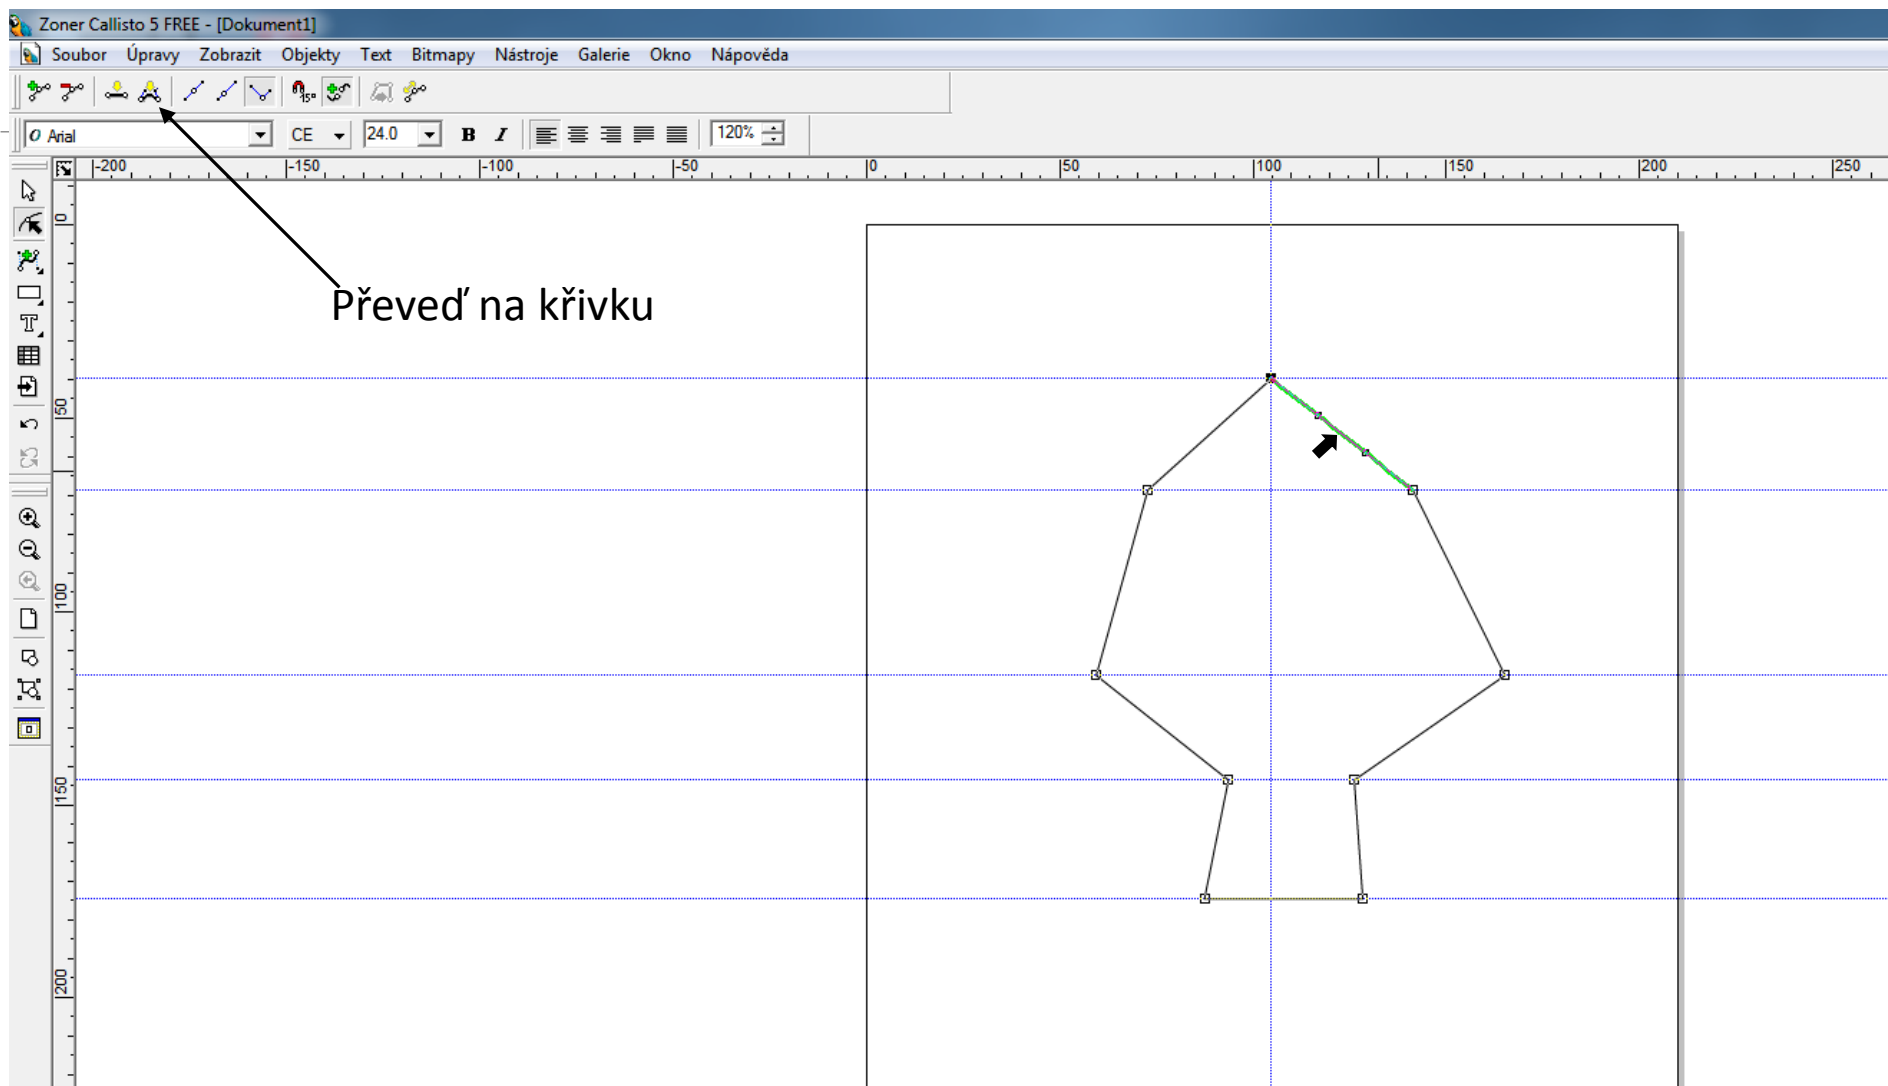 Zoner Callisto 5 FREE - [Dokument1]
Soubor Úpravy Zobrazit Objekty Text Bitmapy Nástroje Galerie Okno Nápověda
15°
O Arial CE 24.0 B I 120%
-200 -150 -100 -50 0 50 100 150 200 250
0
Převeď na křivku
50
100
150
200